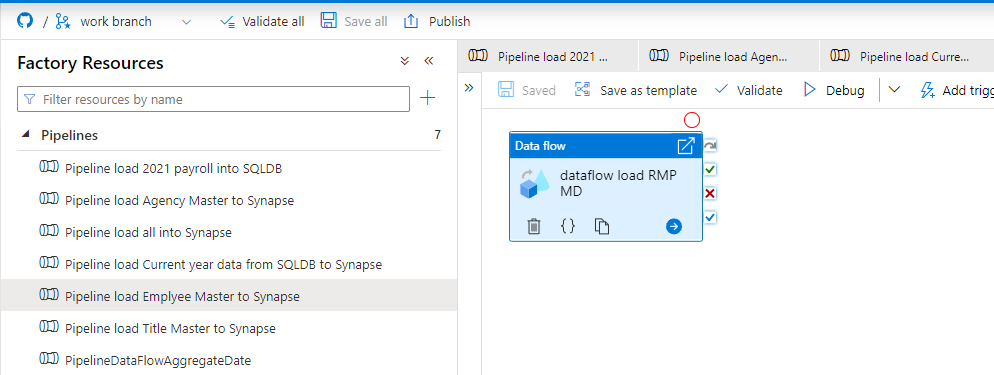 / work branch
Validate all
Save all
Publish
Factory Resources
Filter resources by name
Pipelines
7
Pipeline load 2021 payroll into SQLDB
Pipeline load Agency Master to Synapse
Pipeline load all into Synapse
Pipeline load Current year data from SQLDB to Synapse
Pipeline load Emplyee Master to Synapse
Pipeline load Title Master to Synapse
PipelineDataFlowAggregateDate
Pipeline load 2021 ...
Pipeline load Agen...
Pipeline load Curre...
Saved
Save as template
Validate
Debug
Add trigg
Data flow
dataflow load RMP
MD
{}